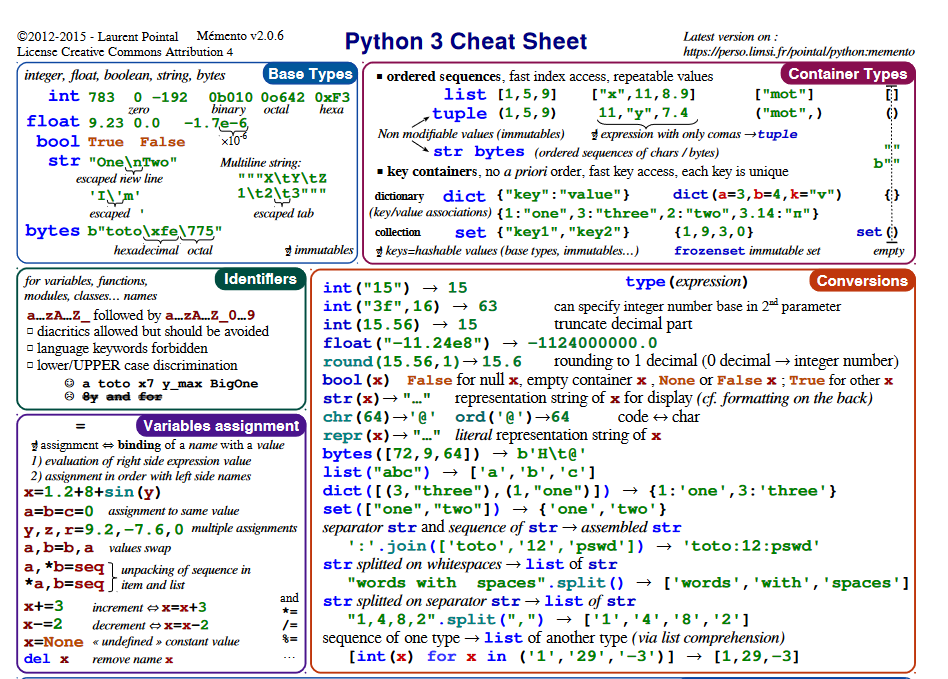 ©2012-2015 - Laurent Pointal Mémento v2.0.6
License Creative Commons Attribution 4
Python 3 Cheat Sheet
Latest version on :
https://perso.limsi.fr/pointal/python:memento
Base Types
integer, float, boolean, string, bytes
int 783 0 -192 0b010 0o642 0xF3
zero binary octal hexa
float 9.23 0.0 -1.7e-6
×10-6
bool True False
str "One\nTwo"
escaped new line
'I\'m'
escaped '
Multiline string:
"""X\tY\tZ
1\t2\t3"""
escaped tab
bytes b"toto\xfe\775"
hexadecimal octal
immutables
Container Types
▪ ordered sequences, fast index access, repeatable values
list [1,5,9] ["x",11,8.9] ["mot"] []
tuple (1,5,9) 11,"y",7.4 ("mot",) ()
Non modifiable values (immutables) expression with only comas →tuple
str bytes (ordered sequences of chars / bytes)
""
b""
▪ key containers, no a priori order, fast key access, each key is unique
dictionary dict {"key":"value"} dict(a=3,b=4,k="v") {}
(key/value associations) {1:"one",3:"three",2:"two",3.14:"π"}
collection set {"key1","key2"} {1,9,3,0} set()
keys=hashable values (base types, immutables…) frozenset immutable set empty
Identifiers
for variables, functions,
modules, classes… names
a…zA…Z_ followed by a…zA…Z_0…9
□ diacritics allowed but should be avoided
□ language keywords forbidden
□ lower/UPPER case discrimination
☺ a toto x7 y_max BigOne
☹ 8y and for
= Variables assignment
assignment ⇔ binding of a name with a value
1) evaluation of right side expression value
2) assignment in order with left side names
x=1.2+8+sin(y)
a=b=c=0 assignment to same value
y,z,r=9.2,-7.6,0 multiple assignments
a,b=b,a values swap
a,*b=seq unpacking of sequence in
*a,b=seq item and list
x+=3 increment ⇔ x=x+3
x-=2 decrement ⇔ x=x-2
x=None « undefined » constant value
del x remove name x
and
*=
/=
%=
…
Conversions
int("15") → 15 type(expression)
int("3f",16) → 63 can specify integer number base in 2nd parameter
int(15.56) → 15 truncate decimal part
float("-11.24e8") → -1124000000.0
round(15.56,1)→ 15.6 rounding to 1 decimal (0 decimal → integer number)
bool(x) False for null x, empty container x , None or False x ; True for other x
str(x)→ "…" representation string of x for display (cf. formatting on the back)
chr(64)→'@' ord('@')→64 code ↔ char
repr(x)→ "…" literal representation string of x
bytes([72,9,64]) → b'H\t@'
list("abc") → ['a','b','c']
dict([(3,"three"),(1,"one")]) → {1:'one',3:'three'}
set(["one","two"]) → {'one','two'}
separator str and sequence of str → assembled str
':'.join(['toto','12','pswd']) → 'toto:12:pswd'
str splitted on whitespaces → list of str
"words with  spaces".split() → ['words','with','spaces']
str splitted on separator str → list of str
"1,4,8,2".split(",") → ['1','4','8','2']
sequence of one type → list of another type (via list comprehension)
[int(x) for x in ('1','29','-3')] → [1,29,-3]